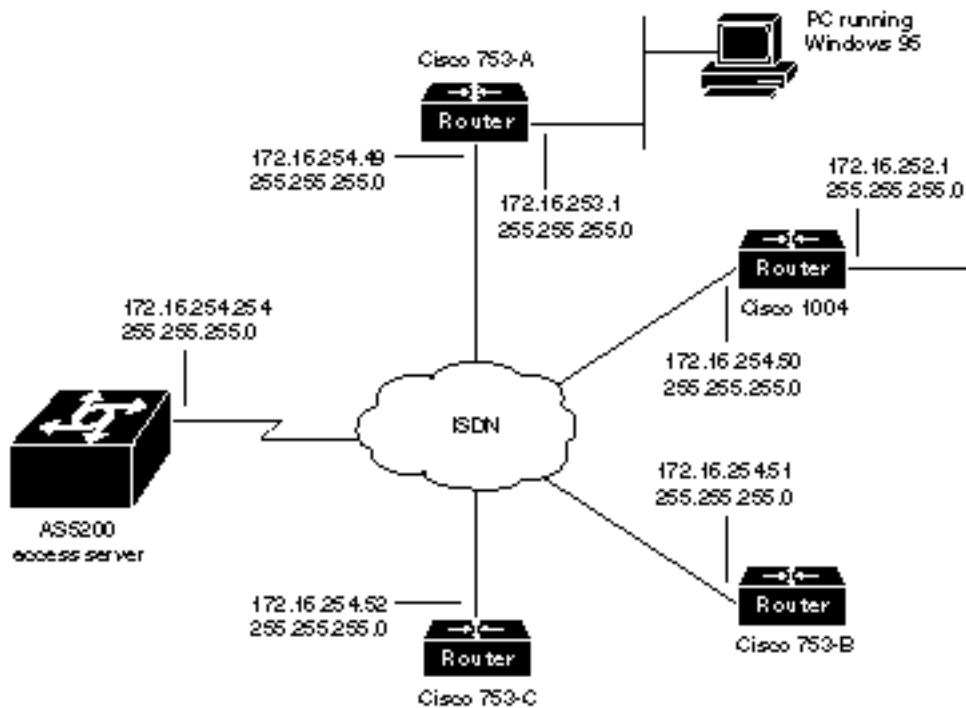 PC running
Windows 95
Cisco 753-A
Router
172.16.254.49
255.255.255.0
172.16.253.1
255.255.255.0
172.16.252.1
255.255.255.0
Router
Cisco 1004
172.16.254.254
255.255.255.0
172.16.254.50
255.255.255.0
ISDN
172.16.254.51
255.255.255.0
AS5200
access server
172.16.254.52
255.255.255.0
Router
Cisco 753-B
Router
Cisco 753-C